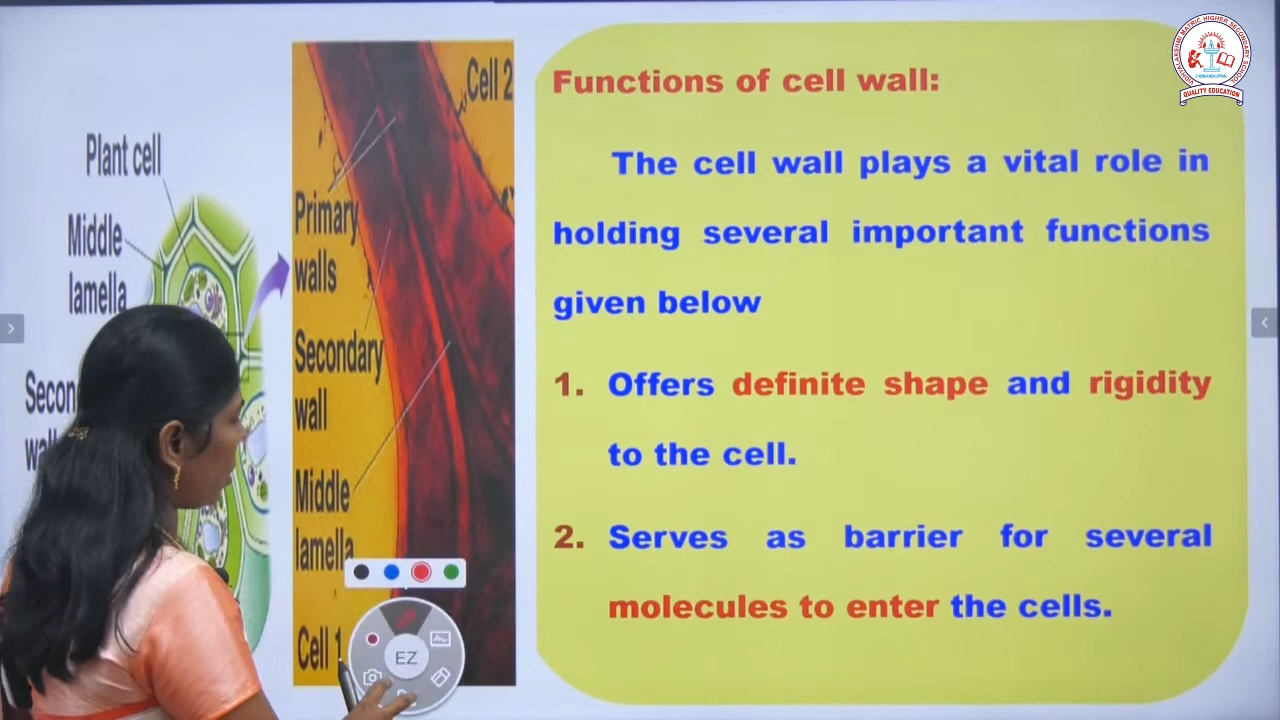 Plant cell
Middle
lamella
Cell 2
Primary
walls
Secondary
wall
Middle
lamella
Cell 1
EZ
Functions of cell wall:
The cell wall plays a vital role in
holding several important functions
given below
1. Offers definite shape and rigidity
to the cell.
2. Serves as barrier for several
molecules to enter the cells.
QUALITY EDUCATION